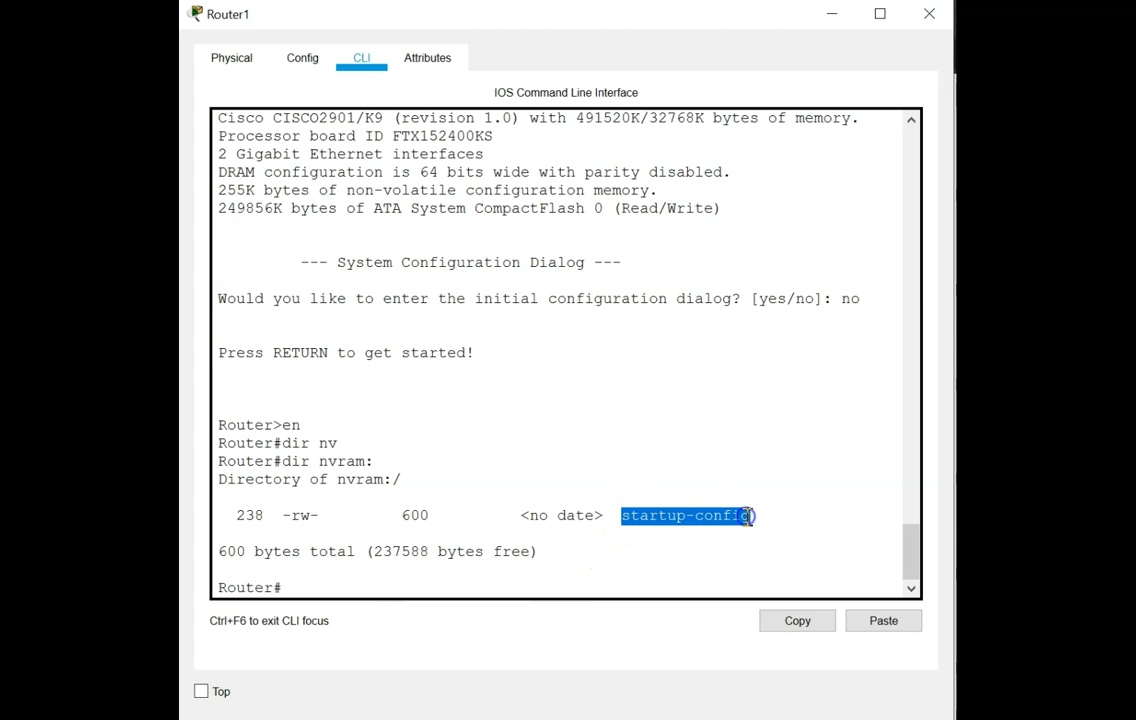 Router1
Physical Config CLI Attributes
IOS Command Line Interface
Cisco CISCO2901/K9 (revision 1.0) with 491520K/32768K bytes of memory.
Processor board ID FTX152400KS
2 Gigabit Ethernet interfaces
DRAM configuration is 64 bits wide with parity disabled.
255K bytes of non-volatile configuration memory.
249856K bytes of ATA System CompactFlash 0 (Read/Write)
--- System Configuration Dialog ---
Would you like to enter the initial configuration dialog? [yes/no]: no
Press RETURN to get started!
Router>en
Router#dir nv
Router#dir nvram:
Directory of nvram:/
238 -rw- 600 <no date> startup-config
600 bytes total (237588 bytes free)
Router#
Ctrl+F6 to exit CLI focus Copy Paste
Top